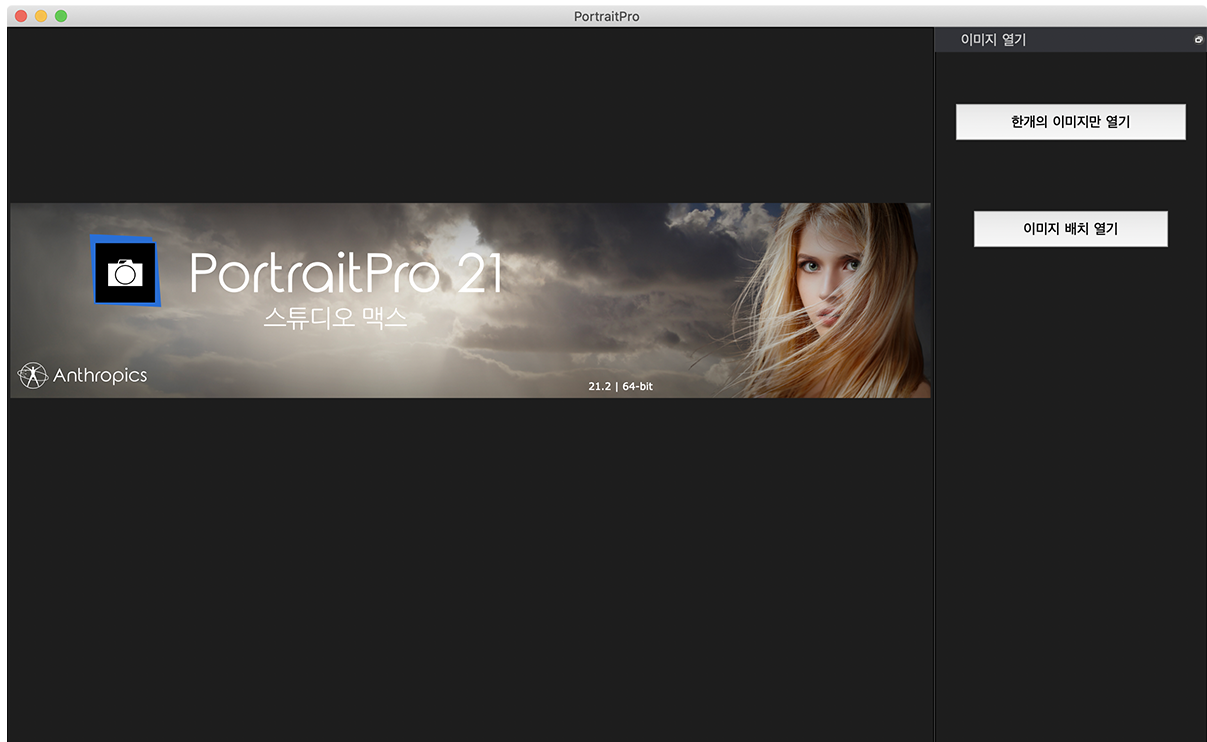 PortraitPro
이미지 열기
한개의 이미지만 열기
이미지 배치 열기
PortraitPro 21
스튜디오 맥스
Anthropics
21.2 | 64-bit